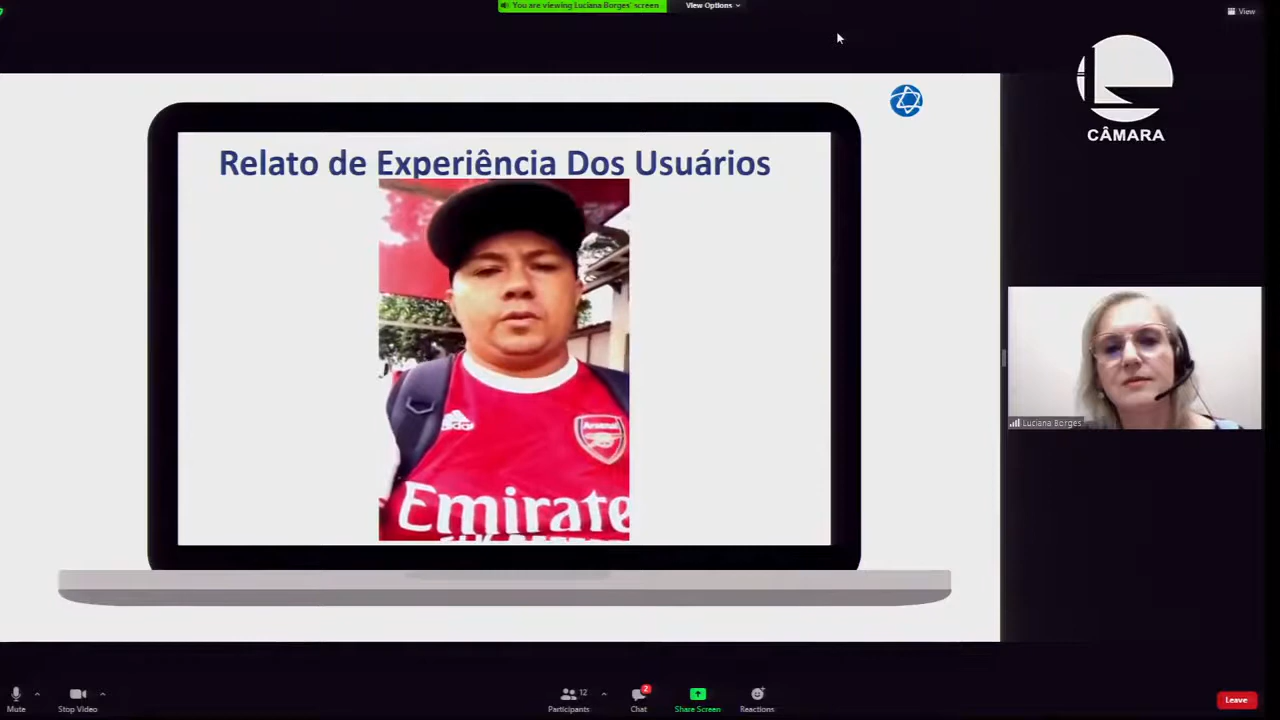 You are viewing Luciana Borges' screen
View Options
View
CÂMARA
Relato de Experiência Dos Usuários
adidas
Arsenal
Emirate
Luciana Borges
Mute
Stop Video
12
Participants
2
Chat
Share Screen
Reactions
Leave